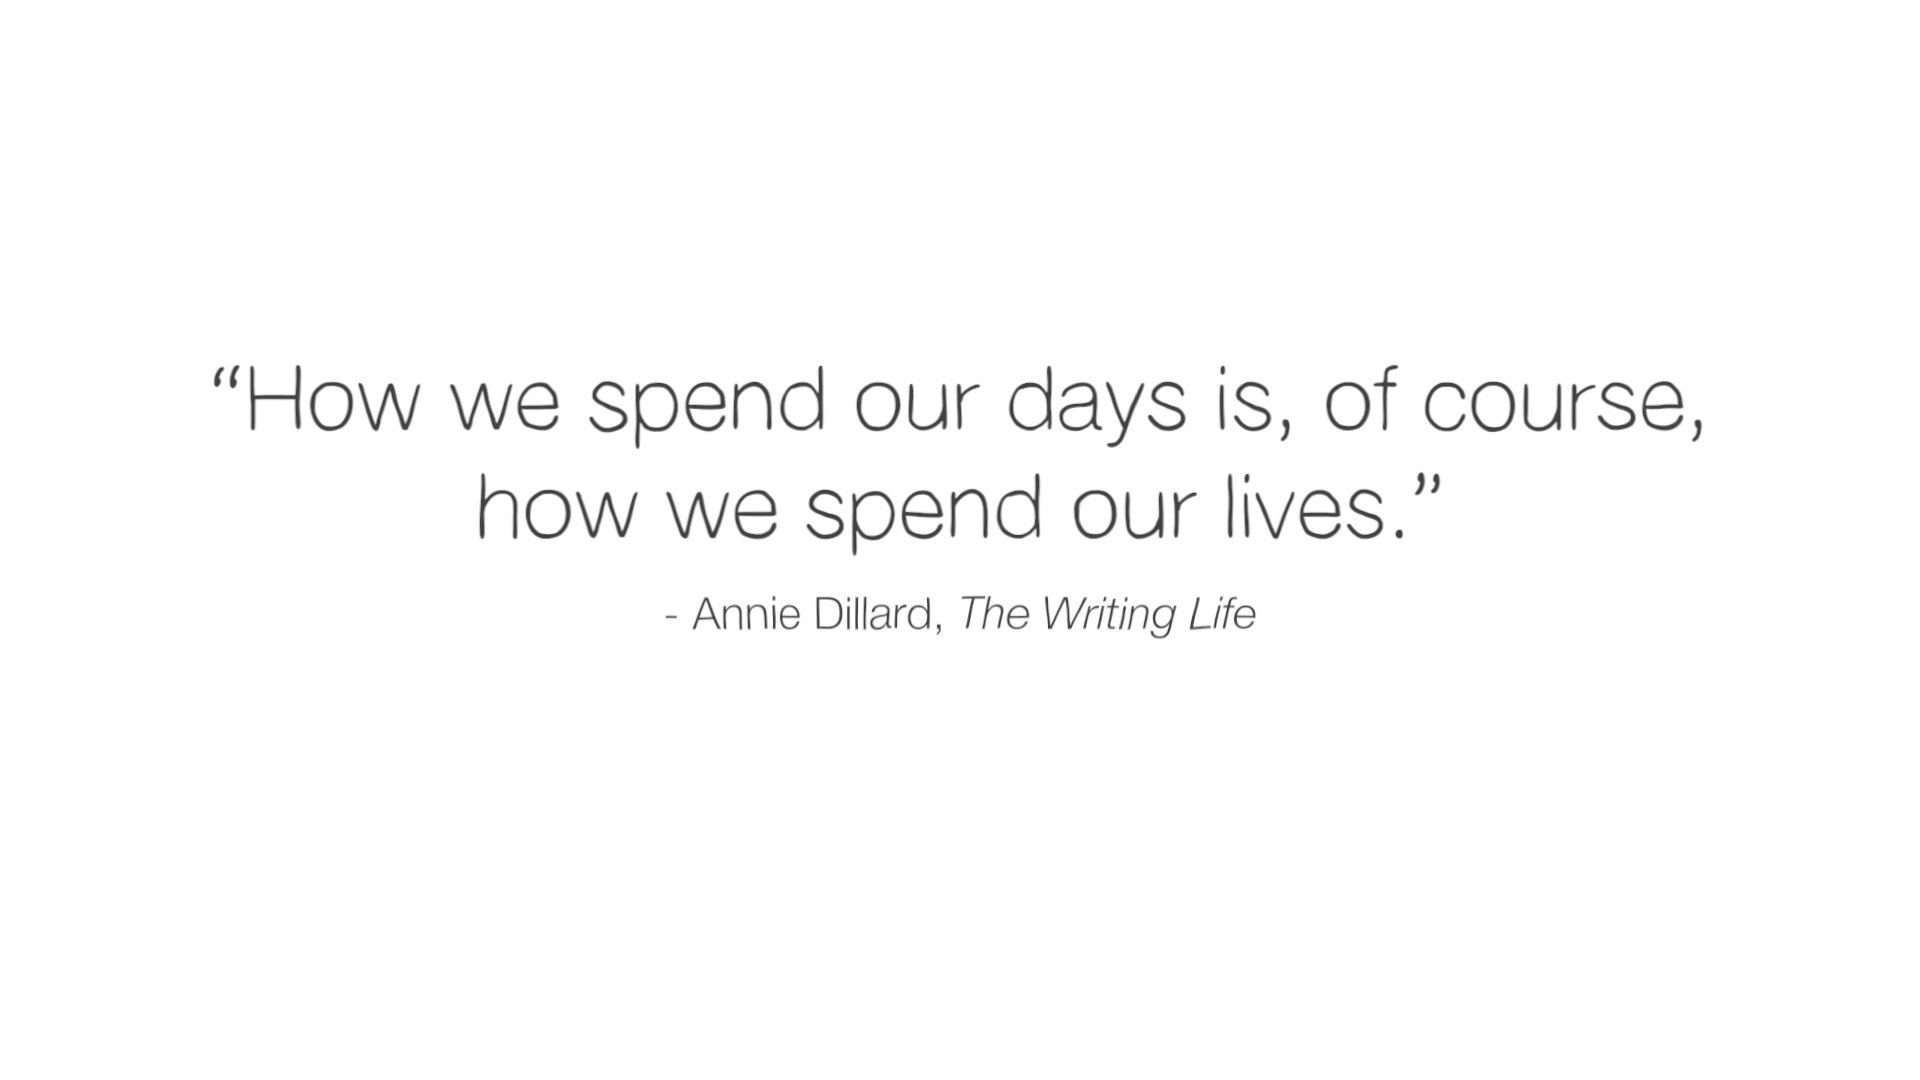 “How we spend our days is, of course,
how we spend our lives.”
- Annie Dillard, The Writing Life